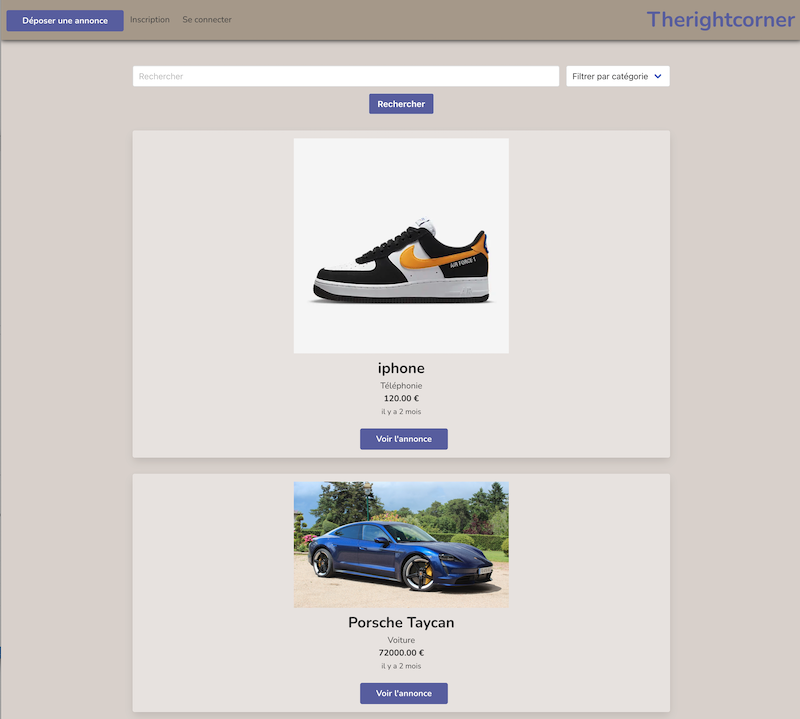 Déposer une annonce Inscription Se connecter Therightcorner
Rechercher Filtrer par catégorie
Rechercher
AIR FORCE 1
iphone
Téléphonie
120.00 €
il y a 2 mois
Voir l'annonce
Porsche Taycan
Voiture
72000.00 €
il y a 2 mois
Voir l'annonce